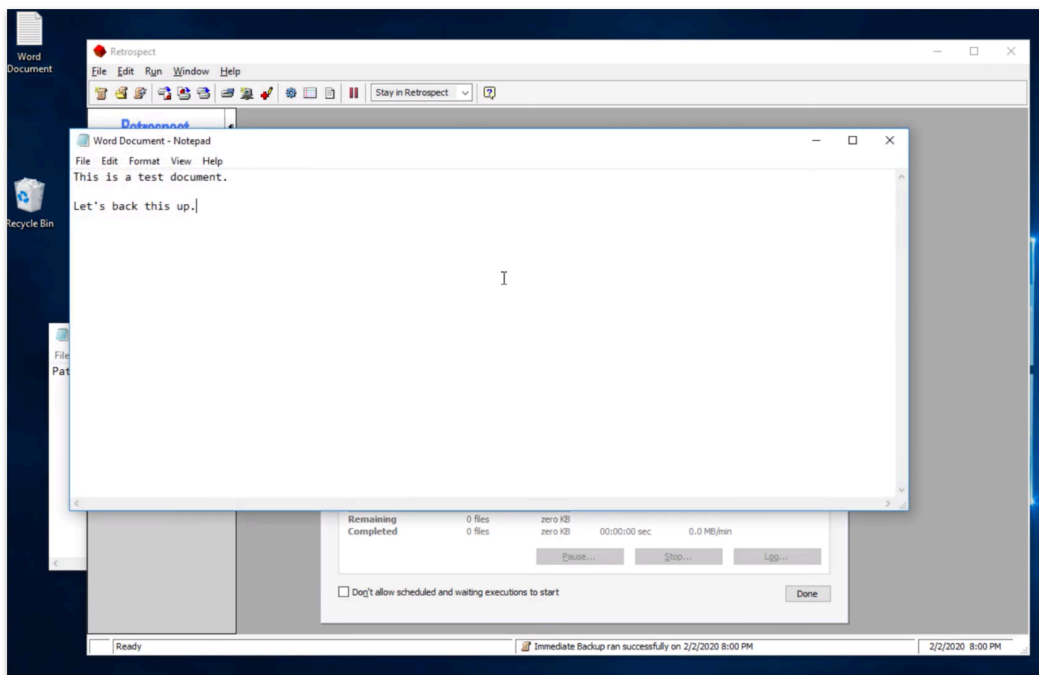 Word
Document
Recycle Bin
Retrospect
File Edit Run Window Help
Stay in Retrospect
Retrospect
Word Document - Notepad
File Edit Format View Help
This is a test document.
Let's back this up.
File
Pat
Remaining 0 files zero KB
Completed 0 files zero KB 00:00:00 sec 0.0 MB/min
Pause... Stop... Log...
Don't allow scheduled and waiting executions to start
Done
Ready
Immediate Backup ran successfully on 2/2/2020 8:00 PM
2/2/2020 8:00 PM